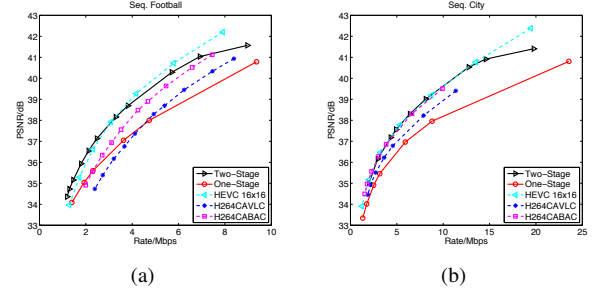 Seq. Football
43
42
41
40
39
38
37
36
35
34
33
PSNR/dB
0 2 4 6 8 10
Rate/Mbps
Two-Stage
One-Stage
HEVC 16x16
H264CAVLC
H264CABAC
(a)
Seq. City
43
42
41
40
39
38
37
36
35
34
33
PSNR/dB
0 5 10 15 20 25
Rate/Mbps
Two-Stage
One-Stage
HEVC 16x16
H264CAVLC
H264CABAC
(b)